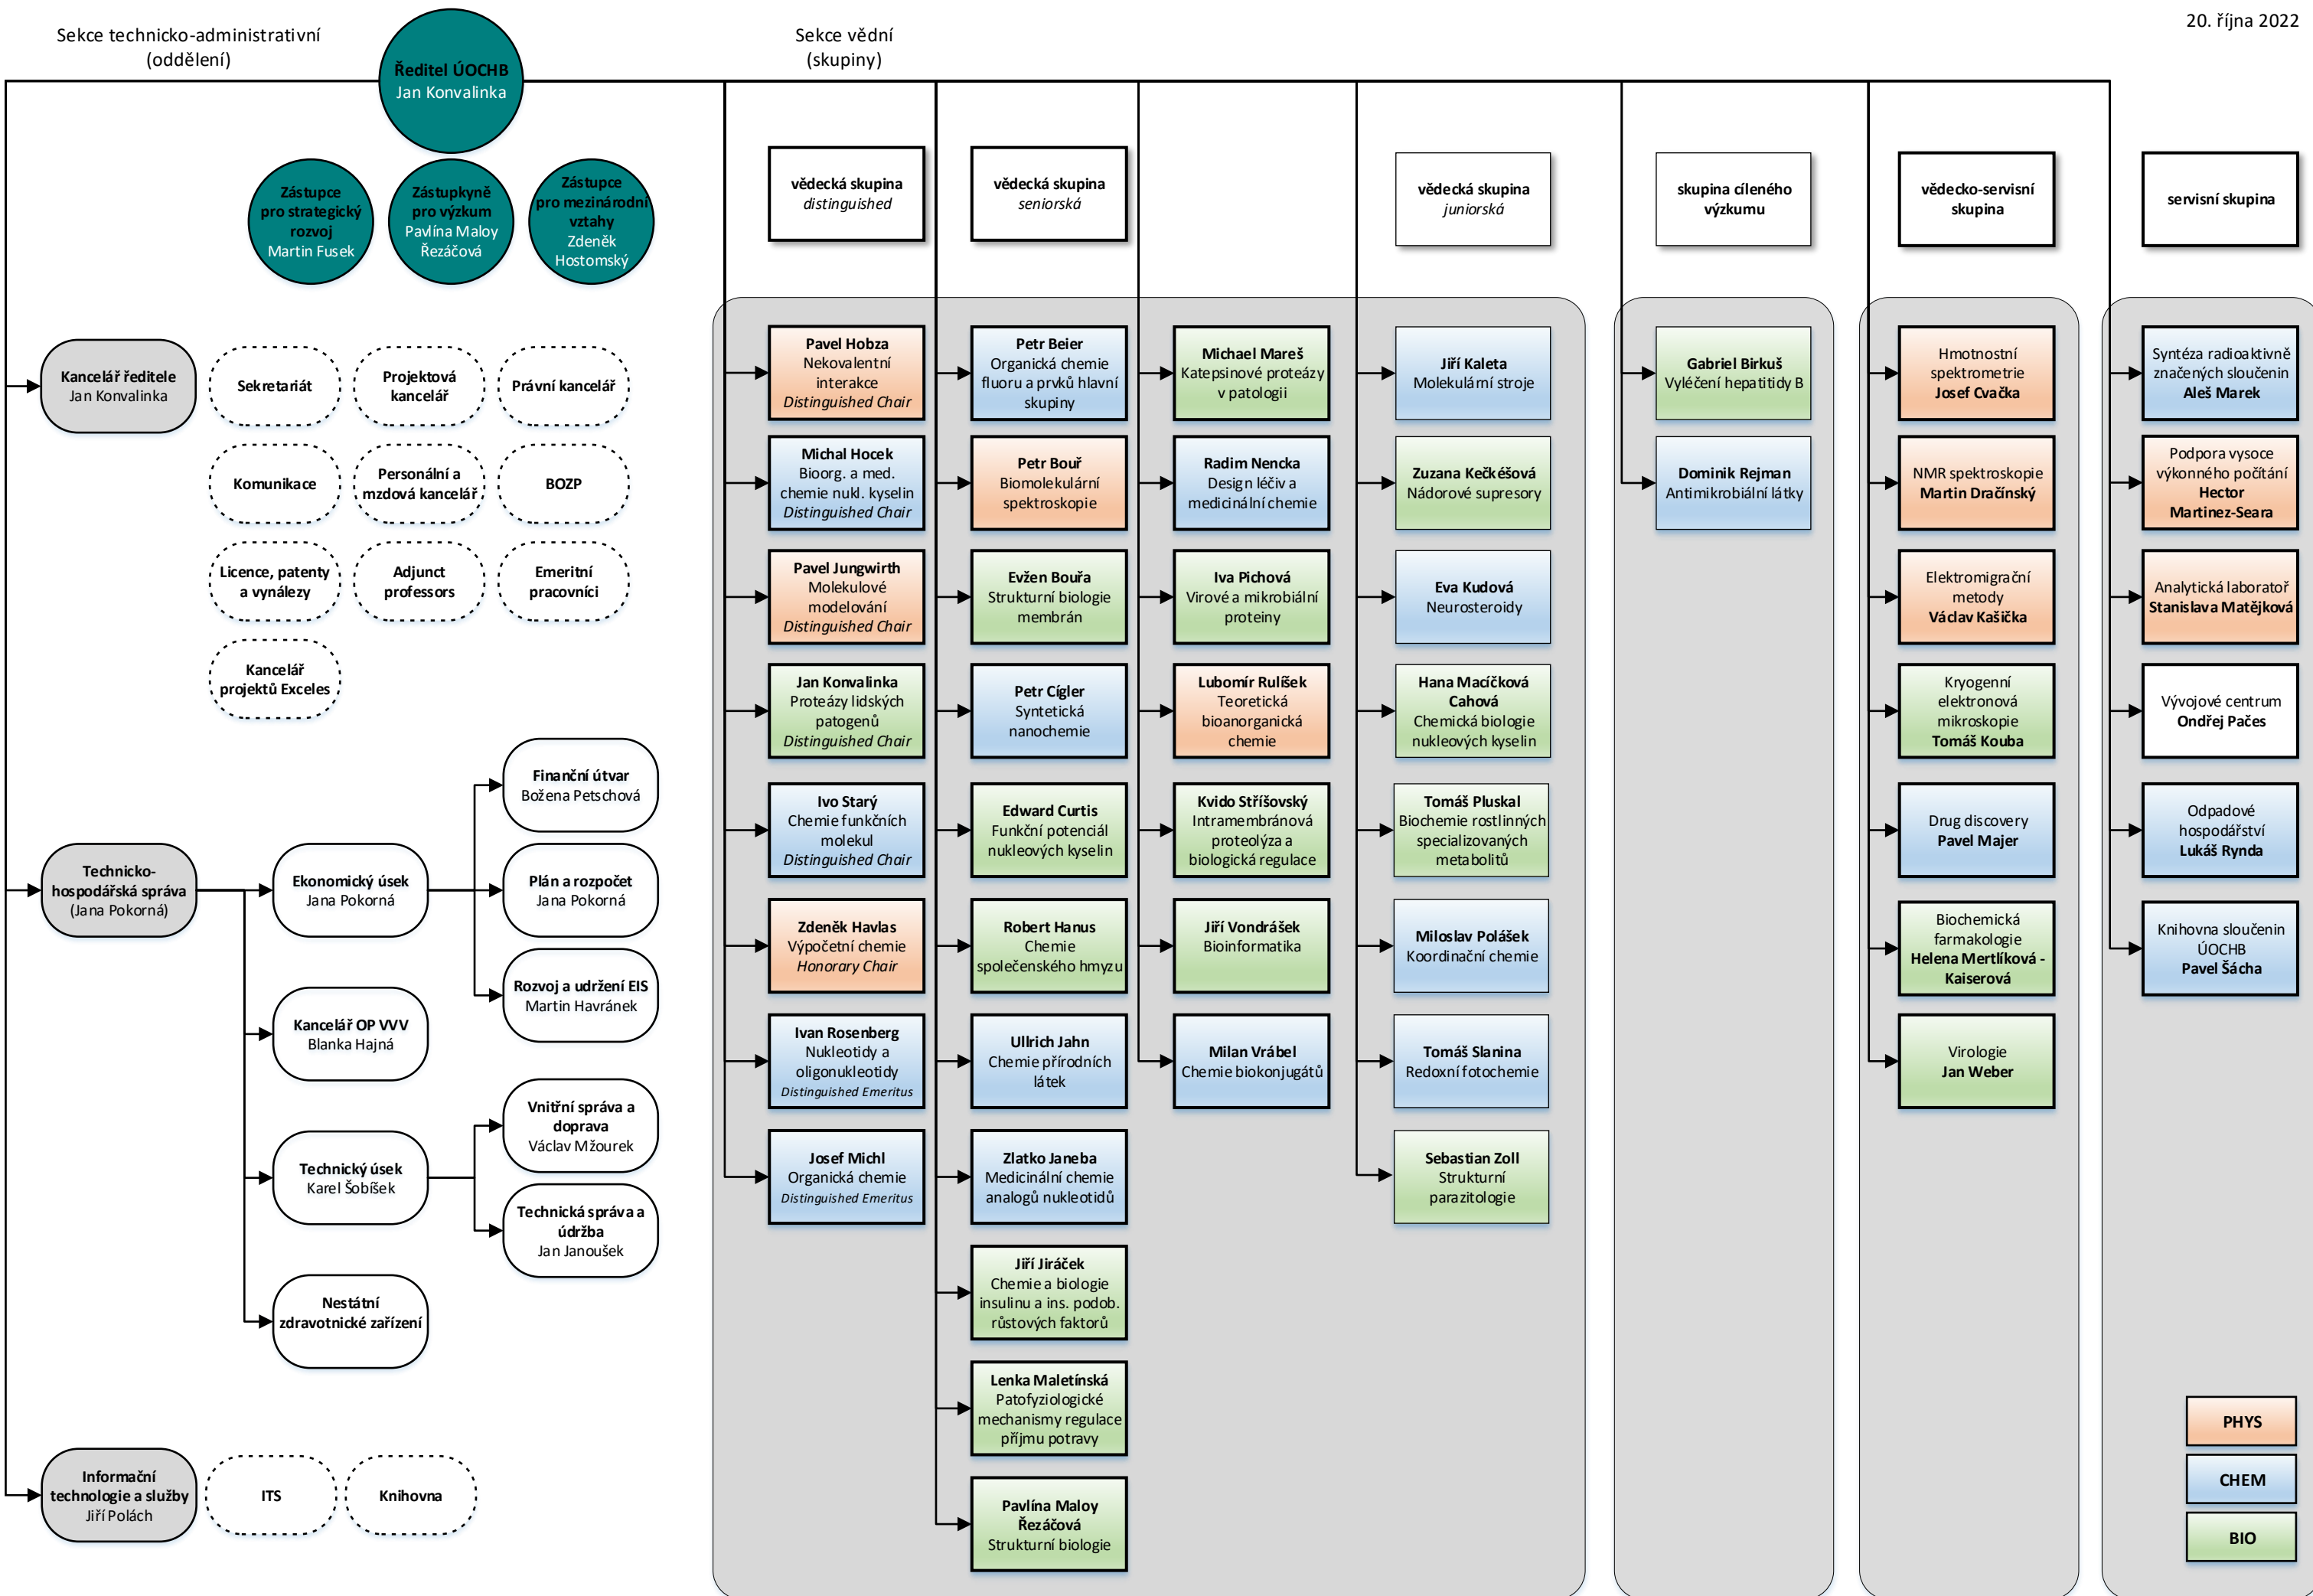 20. října 2022
Sekce technicko-administrativní
(oddělení)
Sekce vědní
(skupiny)
Ředitel ÚOCHB
Jan Konvalinka
Zástupce
pro strategický
rozvoj
Martin Fusek
Zástupkyně
pro výzkum
Pavlína Maloy
Řezáčová
Zástupce
pro mezinárodní
vztahy
Zdeněk
Hostomský
Kancelář ředitele
Jan Konvalinka
Sekretariát
Projektová
kancelář
Právní kancelář
Komunikace
Personální a
mzdová kancelář
BOZP
Licence, patenty
a vynálezy
Adjunct
professors
Emeritní
pracovníci
Kancelář
projektů Exceles
Technicko-
hospodářská správa
(Jana Pokorná)
Ekonomický úsek
Jana Pokorná
Finanční útvar
Božena Petschová
Plán a rozpočet
Jana Pokorná
Rozvoj a udržení EIS
Martin Havránek
Kancelář OP VVV
Blanka Hajná
Technický úsek
Karel Šobíšek
Vnitřní správa a
doprava
Václav Mžourek
Technická správa a
údržba
Jan Janoušek
Nestátní
zdravotnické zařízení
Informační
technologie a služby
Jiří Polách
ITS
Knihovna
vědecká skupina
distinguished
Pavel Hobza
Nekovalentní
interakce
Distinguished Chair
Michal Hocek
Bioorg. a med.
chemie nukl. kyselin
Distinguished Chair
Pavel Jungwirth
Molekulové
modelování
Distinguished Chair
Jan Konvalinka
Proteázy lidských
patogenů
Distinguished Chair
Ivo Starý
Chemie funkčních
molekul
Distinguished Chair
Zdeněk Havlas
Výpočetní chemie
Honorary Chair
Ivan Rosenberg
Nukleotidy a
oligonukleotidy
Distinguished Emeritus
Josef Michl
Organická chemie
Distinguished Emeritus
vědecká skupina
seniorská
Petr Beier
Organická chemie
fluoru a prvků hlavní
skupiny
Petr Bouř
Biomolekulární
spektroskopie
Evžen Bouřa
Strukturní biologie
membrán
Petr Cígler
Syntetická
nanochemie
Edward Curtis
Funkční potenciál
nukleových kyselin
Robert Hanus
Chemie
společenského hmyzu
Ullrich Jahn
Chemie přírodních
látek
Zlatko Janeba
Medicinální chemie
analogů nukleotidů
Jiří Jiráček
Chemie a biologie
insulinu a ins. podob.
růstových faktorů
Lenka Maletínská
Patofyziologické
mechanismy regulace
příjmu potravy
Pavlína Maloy
Řezáčová
Strukturní biologie
Michael Mareš
Katepsinové proteázy
v patologii
Radim Nencka
Design léčiv a
medicinální chemie
Iva Pichová
Virové a mikrobiální
proteiny
Lubomír Rulíšek
Teoretická
bioanorganická
chemie
Kvido Stříšovský
Intramembránová
proteolýza a
biologická regulace
Jiří Vondrášek
Bioinformatika
Milan Vrábel
Chemie biokonjugátů
vědecká skupina
juniorská
Jiří Kaleta
Molekulární stroje
Zuzana Kečkéšová
Nádorové supresory
Eva Kudová
Neurosteroidy
Hana Macíčková
Cahová
Chemická biologie
nukleových kyselin
Tomáš Pluskal
Biochemie rostlinných
specializovaných
metabolitů
Miloslav Polášek
Koordinační chemie
Tomáš Slanina
Redoxní fotochemie
Sebastian Zoll
Strukturní
parazitologie
skupina cíleného
výzkumu
Gabriel Birkuš
Vyléčení hepatitidy B
Dominik Rejman
Antimikrobiální látky
vědecko-servisní
skupina
Hmotnostní
spektrometrie
Josef Cvačka
NMR spektroskopie
Martin Dračínský
Elektromigrační
metody
Václav Kašička
Kryogenní
elektronová
mikroskopie
Tomáš Kouba
Drug discovery
Pavel Majer
Biochemická
farmakologie
Helena Mertlíková -
Kaiserová
Virologie
Jan Weber
servisní skupina
Syntéza radioaktivně
značených sloučenin
Aleš Marek
Podpora vysoce
výkonného počítání
Hector
Martinez-Seara
Analytická laboratoř
Stanislava Matějková
Vývojové centrum
Ondřej Pačes
Odpadové
hospodářství
Lukáš Rynda
Knihovna sloučenin
ÚOCHB
Pavel Šácha
PHYS
CHEM
BIO